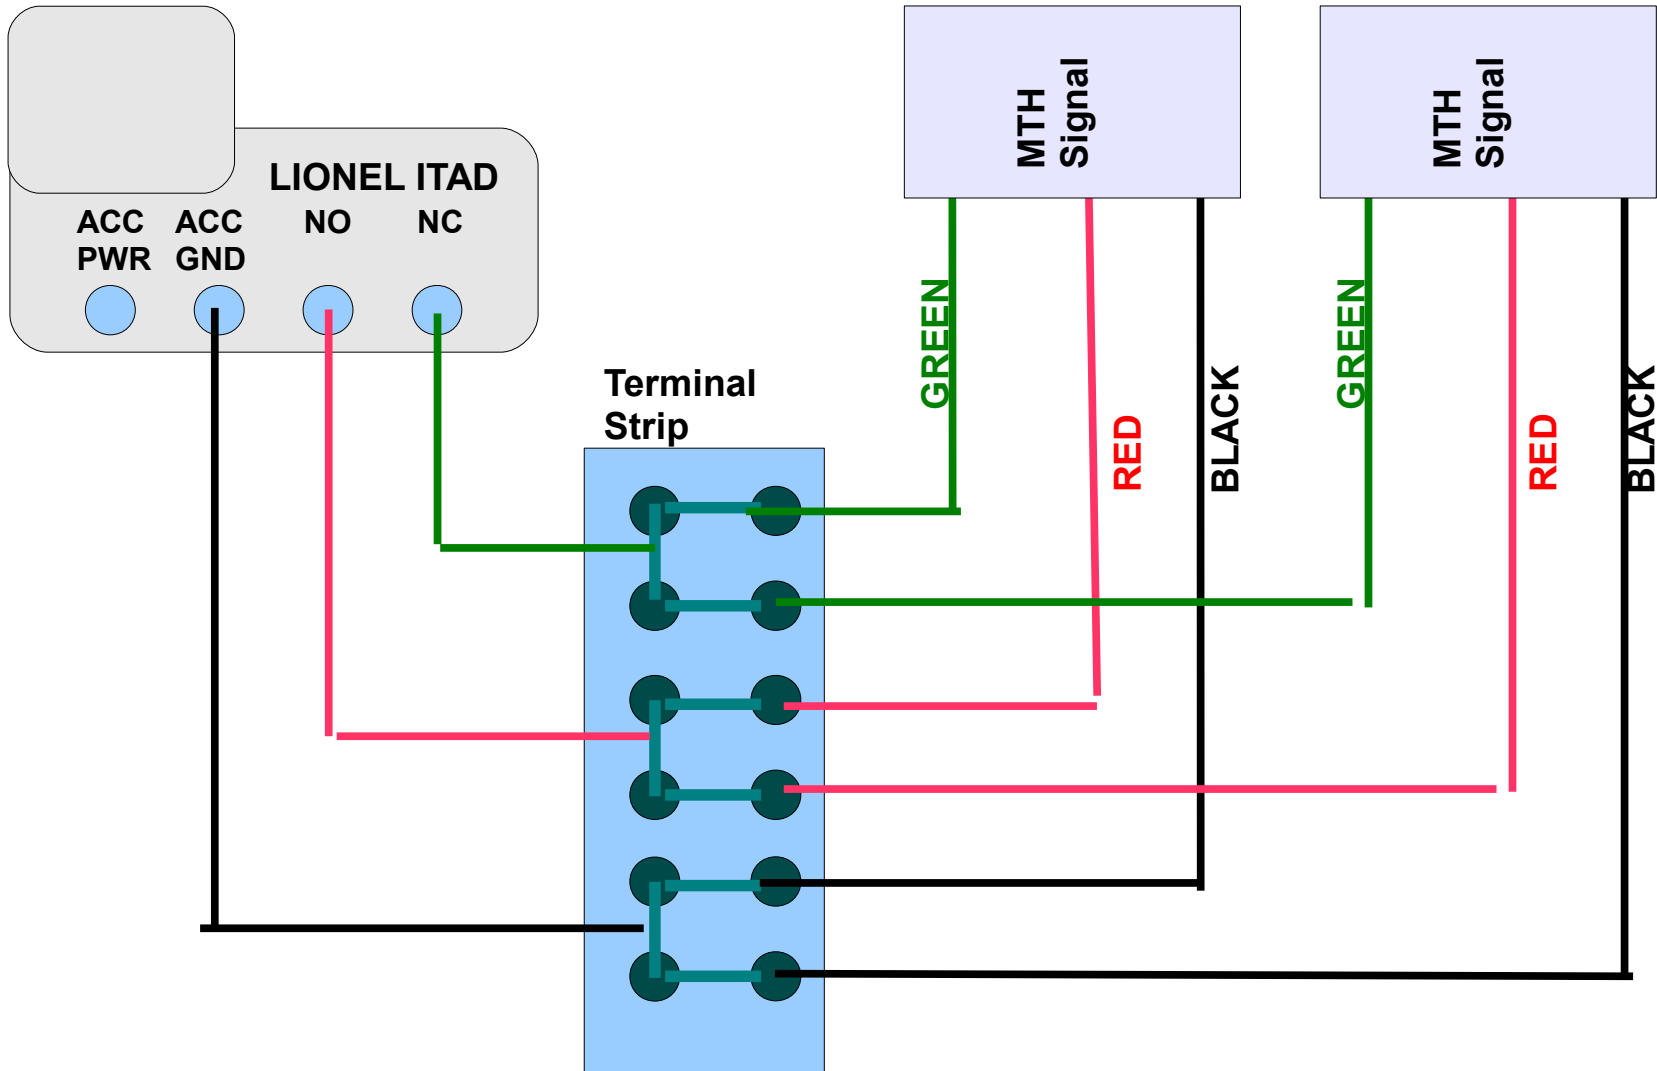 LIONEL ITAD
ACC
PWR
ACC
GND
NO
NC
Terminal
Strip
MTH
Signal
GREEN
RED
BLACK
MTH
Signal
GREEN
RED
BLACK